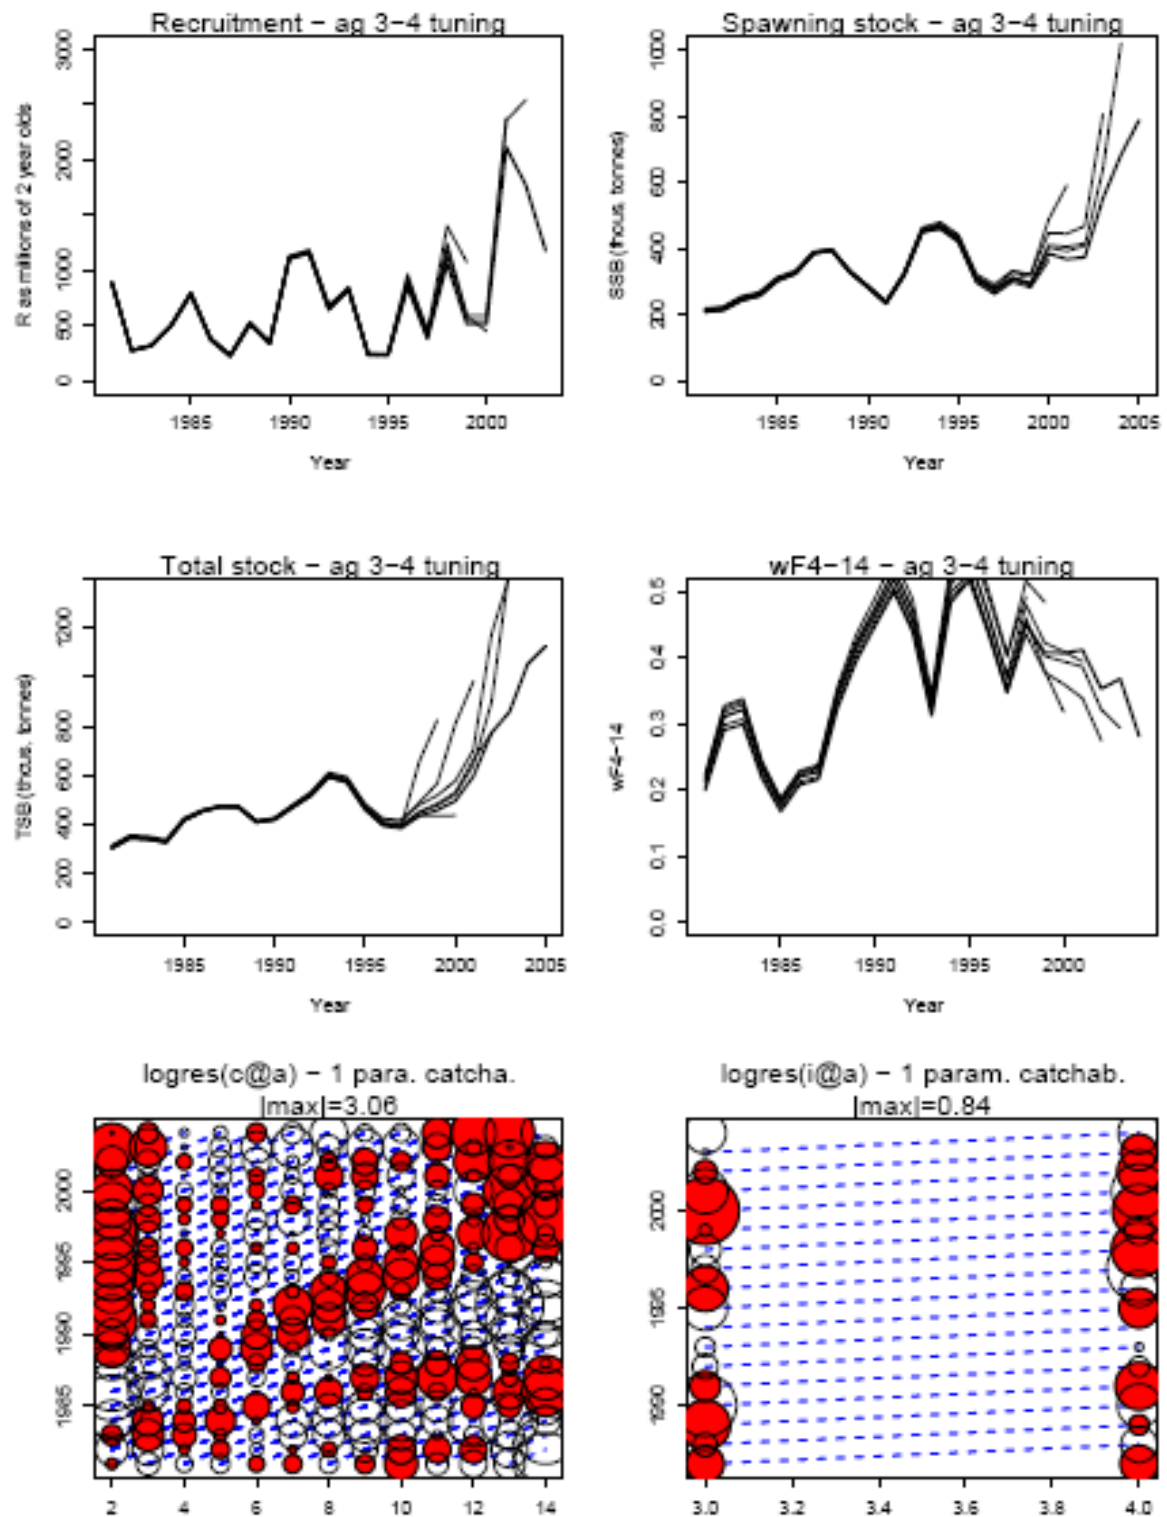 Recruitment − ag 3−4 tuning
R as millions of 2 year olds
0 500 1000 2000 3000
1985 1990 1995 2000
Year
Spawning stock − ag 3−4 tuning
SSB (thous. tonnes)
0 200 400 600 800 1000
1985 1990 1995 2000 2005
Year
Total stock − ag 3−4 tuning
TSB (thous. tonnes)
0 200 400 600 800 1200
1985 1990 1995 2000 2005
Year
wF4−14 − ag 3−4 tuning
wF4−14
0.0 0.1 0.2 0.3 0.4 0.5
1985 1990 1995 2000
Year
logres(c@a) − 1 para. catcha.
|max|=3.06
1985 1990 1995 2000
2 4 6 8 10 12 14
logres(i@a) − 1 param. catchab.
|max|=0.84
1990 1995 2000
3.0 3.2 3.4 3.6 3.8 4.0